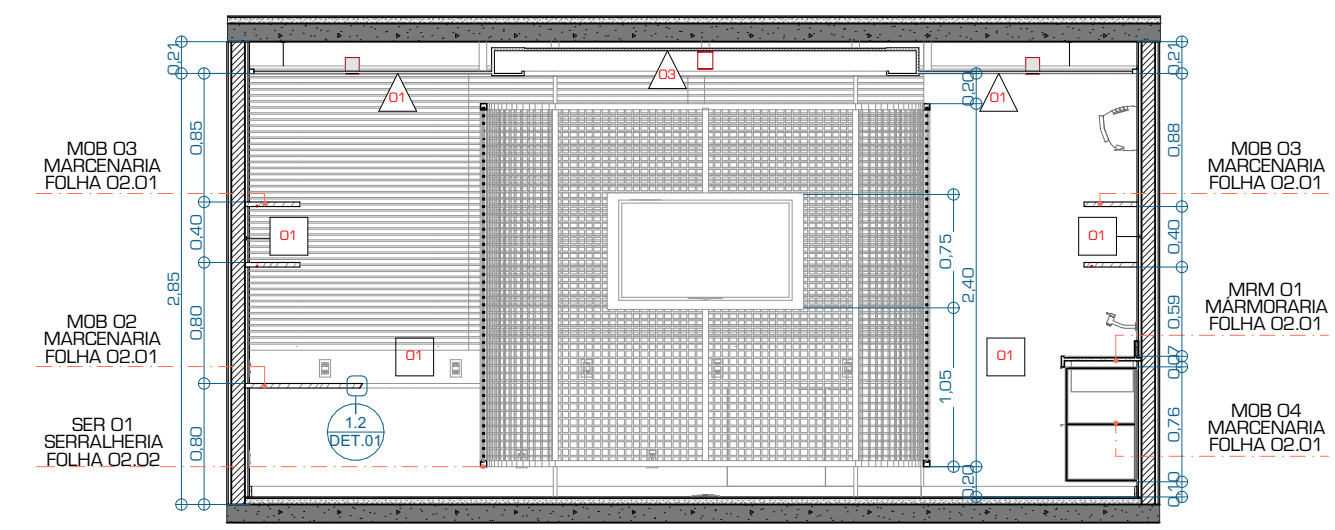 0,21
0,85
0,40
2,85
0,80
0,80
MOB 03
MARCENARIA
FOLHA 02.01
MOB 02
MARCENARIA
FOLHA 02.01
SER 01
SERRALHERIA
FOLHA 02.02
01
03
01
01
01
01
01
1.2
DET.01
0,20
0,75
2,40
1,05
0,20
0,21
0,88
0,40
0,59
0,07
0,76
0,10
MOB 03
MARCENARIA
FOLHA 02.01
MRM 01
MÁRMORARIA
FOLHA 02.01
MOB 04
MARCENARIA
FOLHA 02.01